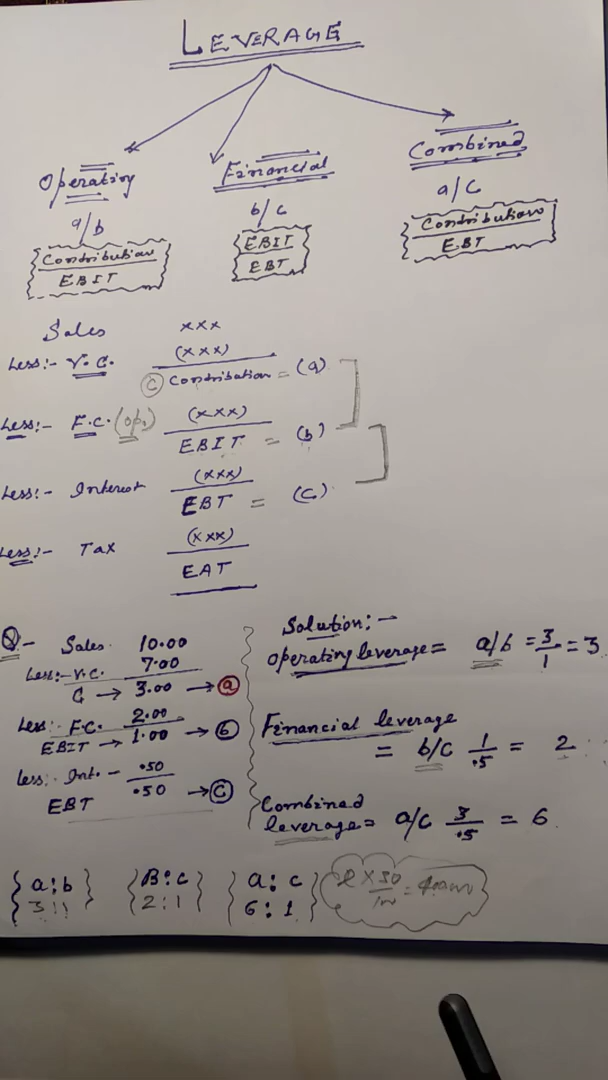 LEVERAGE
Operating
a/b
Contribution
EBIT
Financial
b/c
EBIT
EBT
Combined
a/c
Contribution
EBT
Sales xxx
Less:- V.C. (xxx)
C Contribution = (a)
Less:- F.C. (op.) (xxx)
EBIT = (b)
Less:- Interest (xxx)
EBT = (c)
Less:- Tax (xxx)
EAT
Q- Sales 10.00
Less:- V.C. 7.00
C → 3.00 → a
Less: F.C. 2.00
EBIT → 1.00 → b
Less:- Int. - .50
EBT .50 → c
Solution:-
Operating leverage = a/b = 3/1 = 3
Financial leverage
= b/c 1/.5 = 2
Combined
leverage = a/c 3/.5 = 6
a:b
3:1
B:c
2:1
a:c
6:1